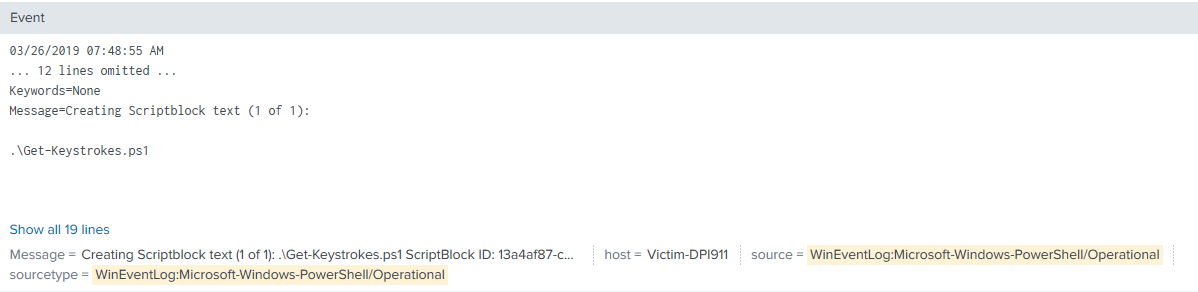 Event
03/26/2019 07:48:55 AM
... 12 lines omitted ...
Keywords=None
Message=Creating Scriptblock text (1 of 1):
.\Get-Keystrokes.ps1
Show all 19 lines
Message = Creating Scriptblock text (1 of 1): .\Get-Keystrokes.ps1 ScriptBlock ID: 13a4af87-c... host = Victim-DPI911 source = WinEventLog:Microsoft-Windows-PowerShell/Operational
sourcetype = WinEventLog:Microsoft-Windows-PowerShell/Operational